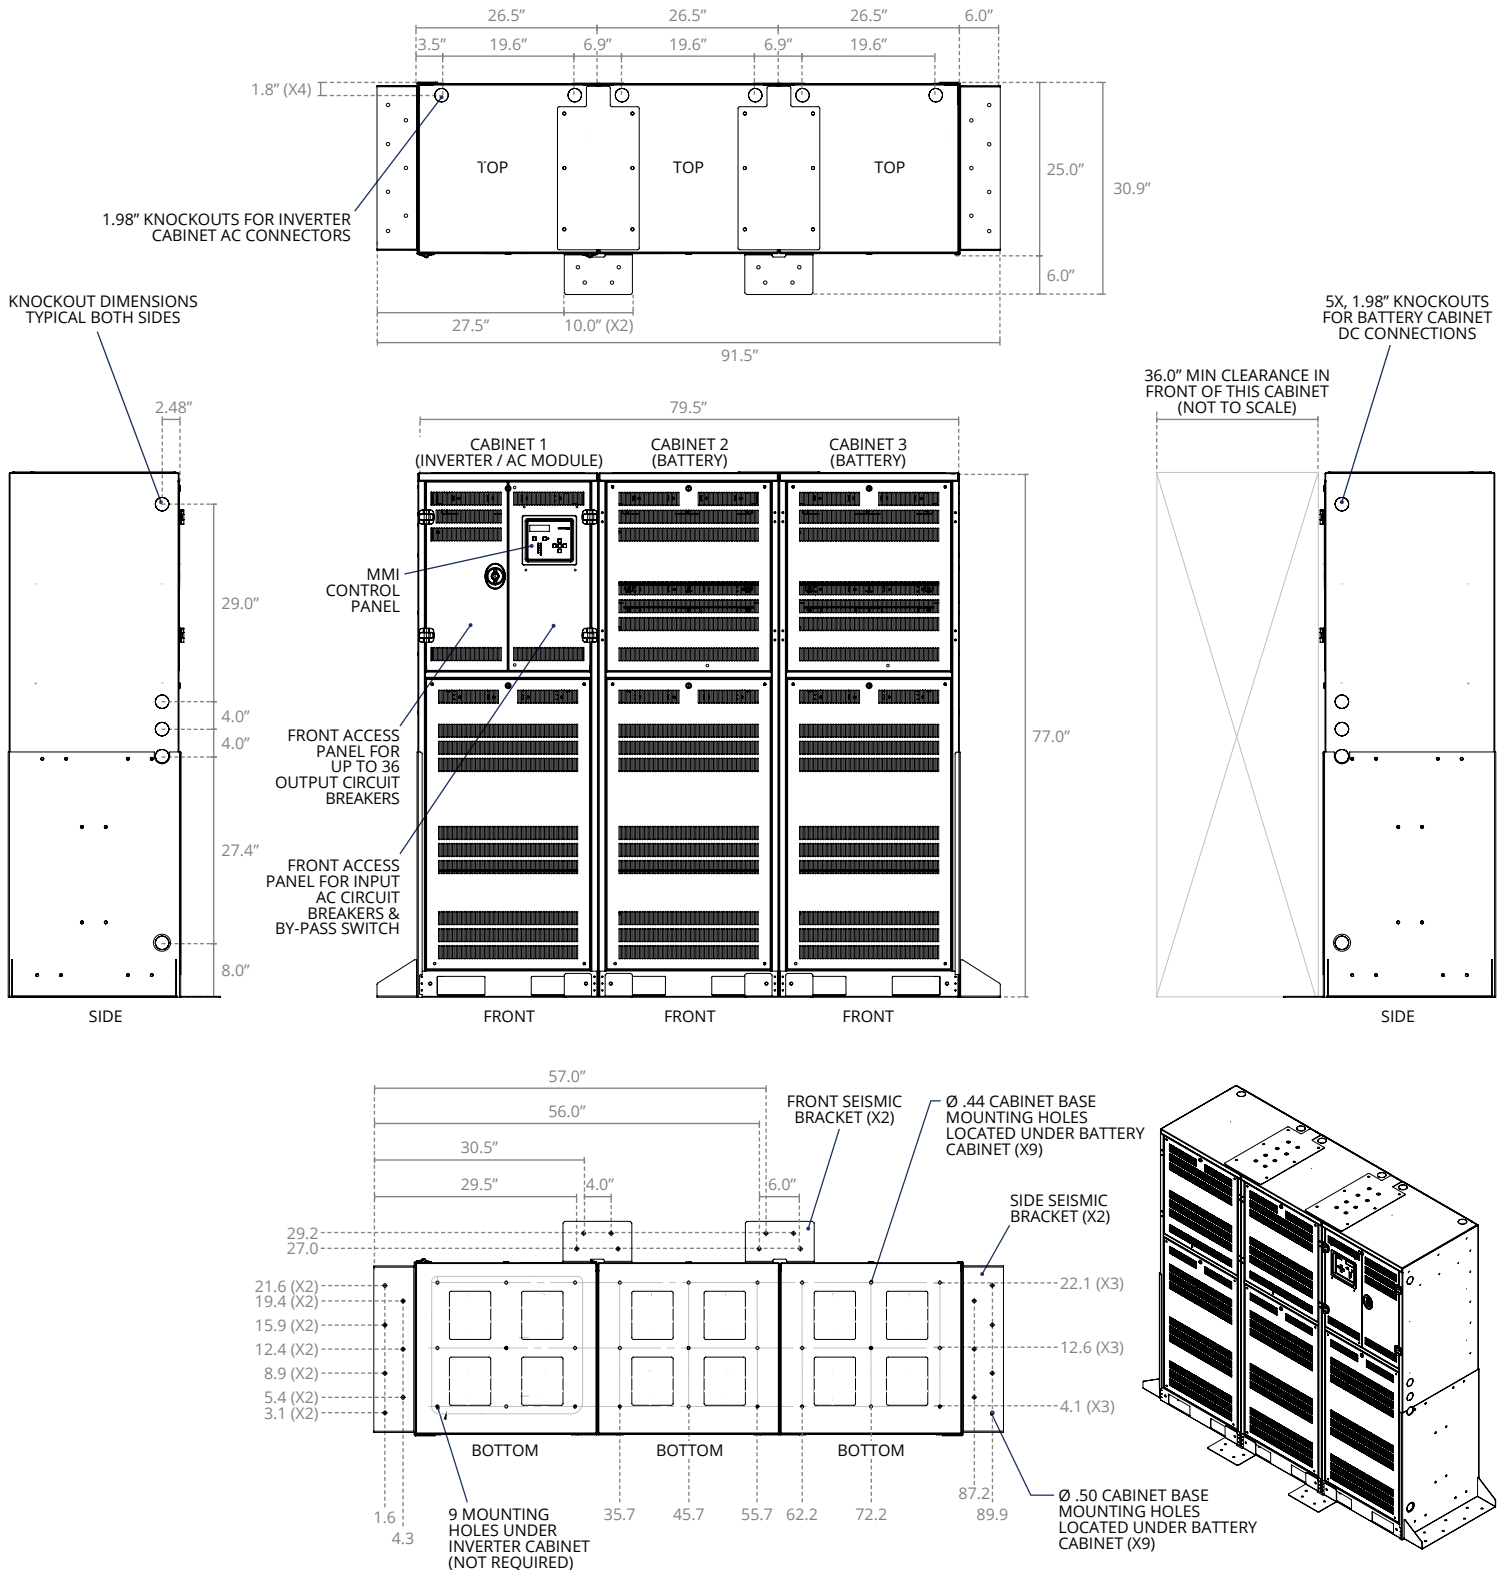 26.5”
26.5”
26.5”
6.0”
3.5”
19.6”
6.9”
19.6”
6.9”
19.6”
1.8” (X4)
TOP
TOP
TOP
25.0”
30.9”
1.98” KNOCKOUTS FOR INVERTER
CABINET AC CONNECTORS
6.0”
KNOCKOUT DIMENSIONS
TYPICAL BOTH SIDES
27.5”
10.0” (X2)
91.5”
5X, 1.98” KNOCKOUTS
FOR BATTERY CABINET
DC CONNECTIONS
36.0” MIN CLEARANCE IN
FRONT OF THIS CABINET
(NOT TO SCALE)
2.48”
79.5”
CABINET 1
(INVERTER / AC MODULE)
CABINET 2
(BATTERY)
CABINET 3
(BATTERY)
MMI
CONTROL
PANEL
29.0”
4.0”
4.0”
27.4”
8.0”
FRONT ACCESS
PANEL FOR
UP TO 36
OUTPUT CIRCUIT
BREAKERS
77.0”
FRONT ACCESS
PANEL FOR INPUT
AC CIRCUIT
BREAKERS &
BY-PASS SWITCH
SIDE
FRONT
FRONT
FRONT
SIDE
57.0”
56.0”
30.5”
29.5”
4.0”
6.0”
FRONT SEISMIC
BRACKET (X2)
Ø .44 CABINET BASE
MOUNTING HOLES
LOCATED UNDER BATTERY
CABINET (X9)
SIDE SEISMIC
BRACKET (X2)
29.2
27.0
21.6 (X2)
19.4 (X2)
15.9 (X2)
12.4 (X2)
8.9 (X2)
5.4 (X2)
3.1 (X2)
22.1 (X3)
12.6 (X3)
4.1 (X3)
BOTTOM
BOTTOM
BOTTOM
1.6
4.3
9 MOUNTING
HOLES UNDER
INVERTER CABINET
(NOT REQUIRED)
35.7
45.7
55.7
62.2
72.2
87.2
89.9
Ø .50 CABINET BASE
MOUNTING HOLES
LOCATED UNDER BATTERY
CABINET (X9)